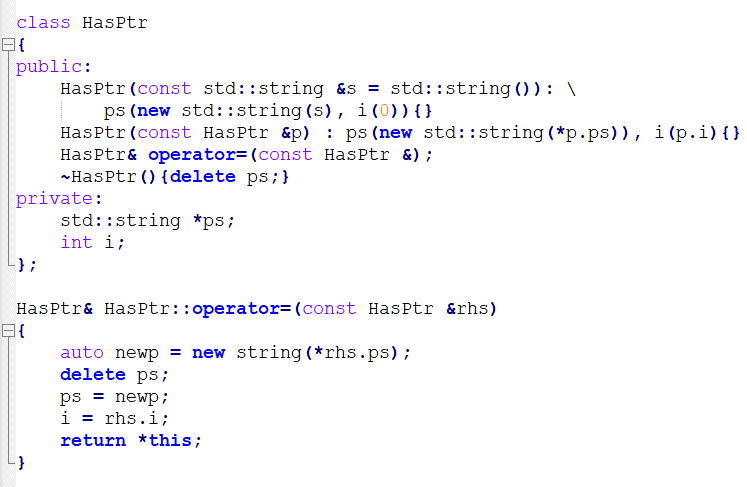 class HasPtr
{
public:
    HasPtr(const std::string &s = std::string()): \
        ps(new std::string(s), i(0)){}
    HasPtr(const HasPtr &p) : ps(new std::string(*p.ps)), i(p.i){}
    HasPtr& operator=(const HasPtr &);
    ~HasPtr(){delete ps;}
private:
    std::string *ps;
    int i;
};

HasPtr& HasPtr::operator=(const HasPtr &rhs)
{
    auto newp = new string(*rhs.ps);
    delete ps;
    ps = newp;
    i = rhs.i;
    return *this;
}